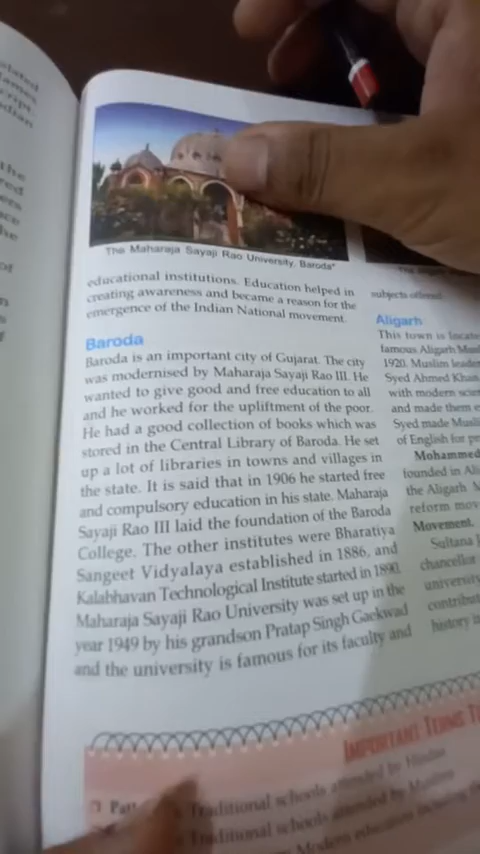 The Maharaja Sayaji Rao University, Baroda*
educational institutions. Education helped in
creating awareness and became a reason for the
emergence of the Indian National movement.
Baroda
Baroda is an important city of Gujarat. The city
was modernised by Maharaja Sayaji Rao III. He
wanted to give good and free education to all
and he worked for the upliftment of the poor.
He had a good collection of books which was
stored in the Central Library of Baroda. He set
up a lot of libraries in towns and villages in
the state. It is said that in 1906 he started free
and compulsory education in his state. Maharaja
Sayaji Rao III laid the foundation of the Baroda
College. The other institutes were Bharatiya
Sangeet Vidyalaya established in 1886, and
Kalabhavan Technological Institute started in 1890.
Maharaja Sayaji Rao University was set up in the
year 1949 by his grandson Pratap Singh Gaekwad
and the university is famous for its faculty and
subjects offered.
Aligarh
This town is
famous Aligarh
1920, Muslim
Syed Ahmed Khan
with modern
and made them
Syed made
of English for
Mohammed
founded in
the Aligarh
reform
Movement.
Sultana
chancellor
university
history
IMPORTANT TERMS
Traditional schools attended by Hindus
Traditional schools attended by Muslims
Modern education including the